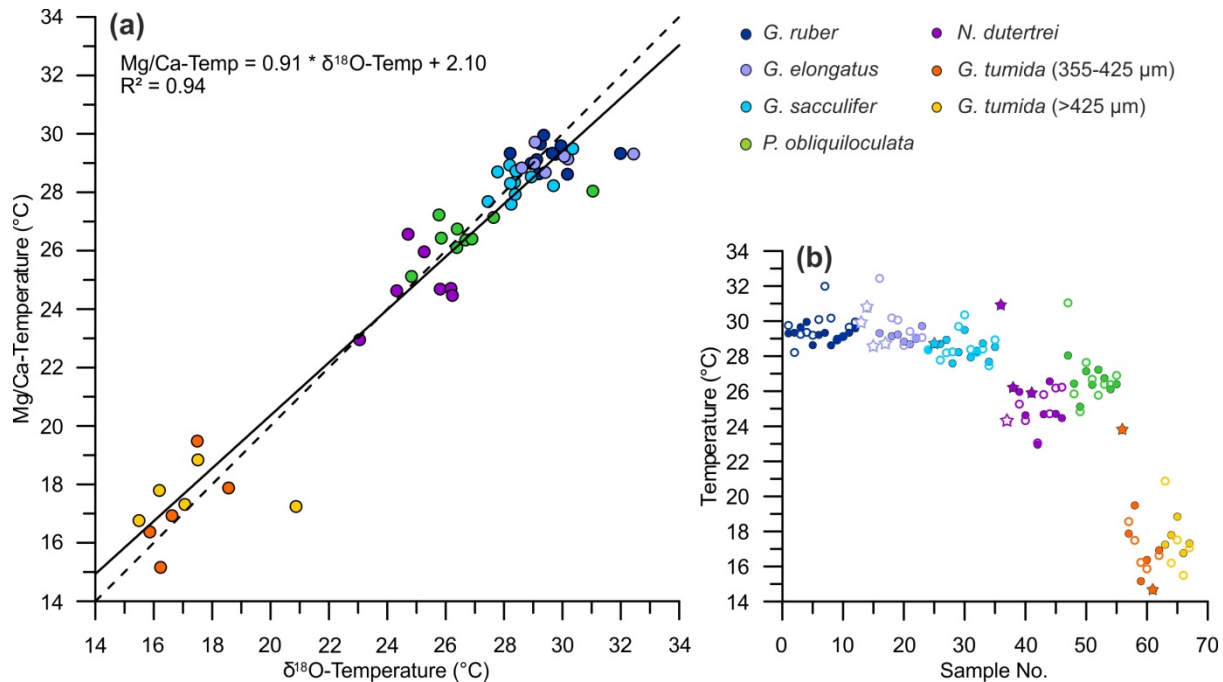 (a)
Mg/Ca-Temp = 0.91 * δ¹⁸O-Temp + 2.10
R² = 0.94
34
32
30
28
26
24
22
20
18
16
14
Mg/Ca-Temperature (°C)
14 16 18 20 22 24 26 28 30 32 34
δ¹⁸O-Temperature (°C)
G. ruber
G. elongatus
G. sacculifer
P. obliquiloculata
N. dutertrei
G. tumida (355-425 µm)
G. tumida (>425 µm)
(b)
34
32
30
28
26
24
22
20
18
16
14
Temperature (°C)
0 10 20 30 40 50 60 70
Sample No.